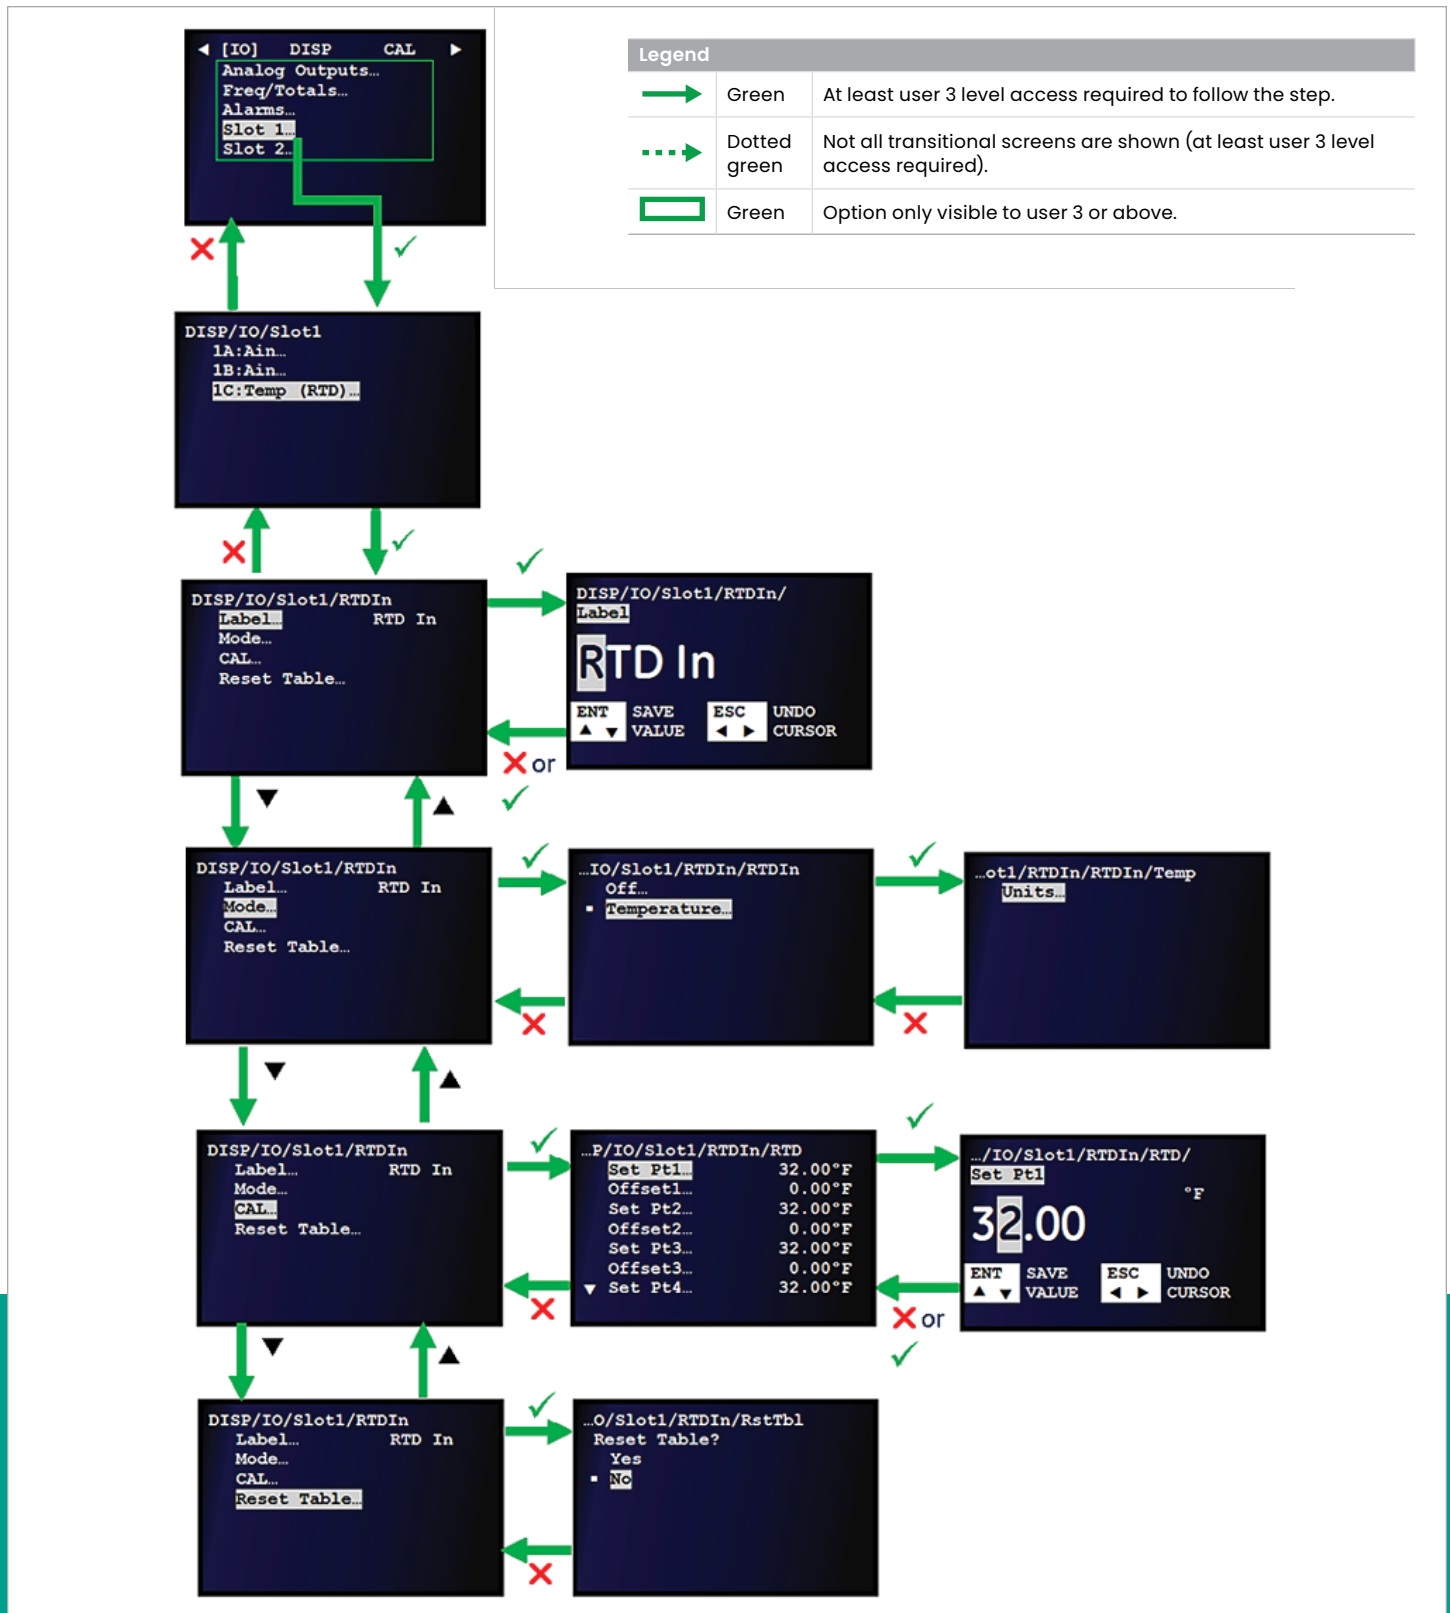 ◀ [IO] DISP CAL ▶
Analog Outputs…
Freq/Totals…
Alarms…
Slot 1…
Slot 2…
Legend
Green At least user 3 level access required to follow the step.
Dotted green Not all transitional screens are shown (at least user 3 level access required).
Green Option only visible to user 3 or above.
DISP/IO/Slot1
1A:Ain…
1B:Ain…
1C:Temp (RTD)…
DISP/IO/Slot1/RTDIn
Label… RTD In
Mode…
CAL…
Reset Table…
DISP/IO/Slot1/RTDIn/
Label
RTD In
ENT SAVE ESC UNDO
▲ ▼ VALUE ◀ ▶ CURSOR
or
DISP/IO/Slot1/RTDIn
Label… RTD In
Mode…
CAL…
Reset Table…
…IO/Slot1/RTDIn/RTDIn
Off…
Temperature…
…ot1/RTDIn/RTDIn/Temp
Units…
DISP/IO/Slot1/RTDIn
Label… RTD In
Mode…
CAL…
Reset Table…
…P/IO/Slot1/RTDIn/RTD
Set Pt1… 32.00°F
Offset1… 0.00°F
Set Pt2… 32.00°F
Offset2… 0.00°F
Set Pt3… 32.00°F
Offset3… 0.00°F
▼ Set Pt4… 32.00°F
…/IO/Slot1/RTDIn/RTD/
Set Pt1
°F
32.00
ENT SAVE ESC UNDO
▲ ▼ VALUE ◀ ▶ CURSOR
or
DISP/IO/Slot1/RTDIn
Label… RTD In
Mode…
CAL…
Reset Table…
…O/Slot1/RTDIn/RstTbl
Reset Table?
Yes
No